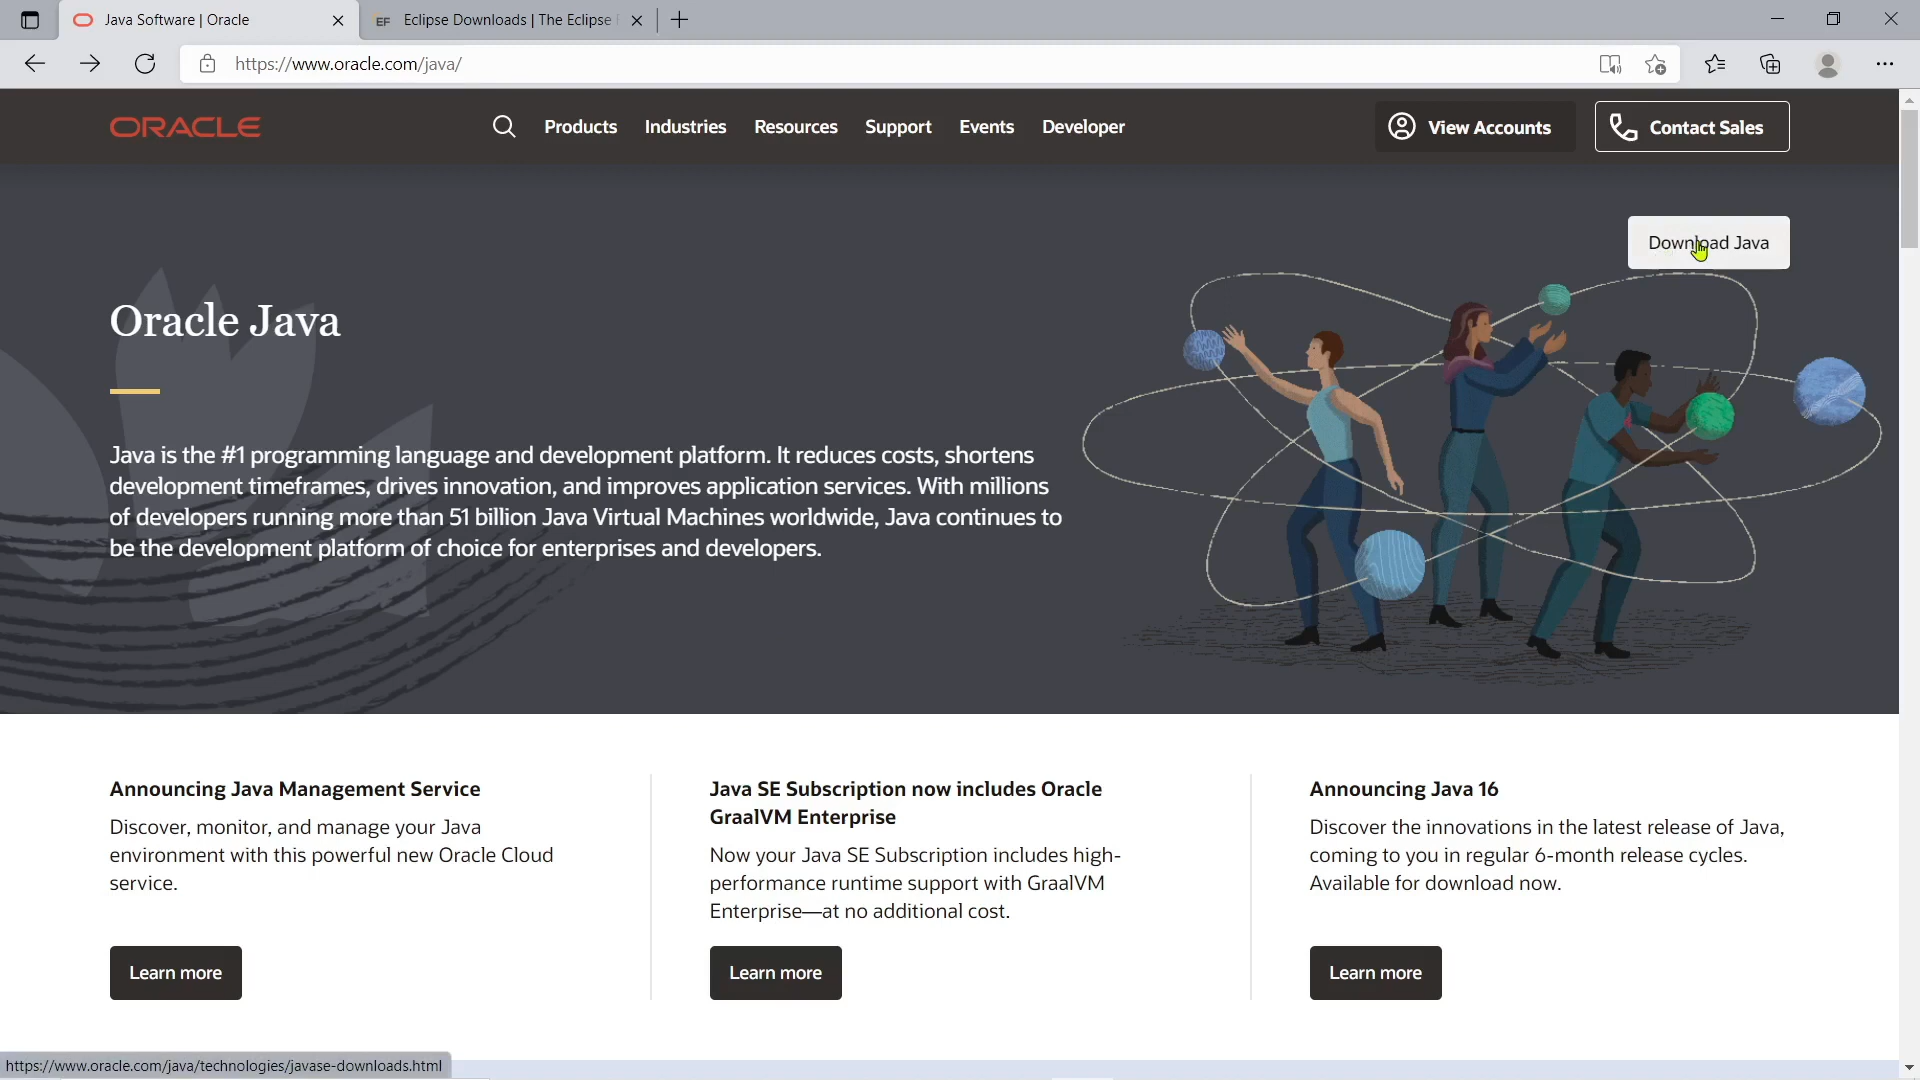 Java Software | Oracle
EF Eclipse Downloads | The Eclipse
https://www.oracle.com/java/
ORACLE
Products Industries Resources Support Events Developer
View Accounts
Contact Sales
Download Java
Oracle Java
Java is the #1 programming language and development platform. It reduces costs, shortens
development timeframes, drives innovation, and improves application services. With millions
of developers running more than 51 billion Java Virtual Machines worldwide, Java continues to
be the development platform of choice for enterprises and developers.
Announcing Java Management Service
Discover, monitor, and manage your Java
environment with this powerful new Oracle Cloud
service.
Learn more
Java SE Subscription now includes Oracle
GraalVM Enterprise
Now your Java SE Subscription includes high-
performance runtime support with GraalVM
Enterprise—at no additional cost.
Learn more
Announcing Java 16
Discover the innovations in the latest release of Java,
coming to you in regular 6-month release cycles.
Available for download now.
Learn more
https://www.oracle.com/java/technologies/javase-downloads.html